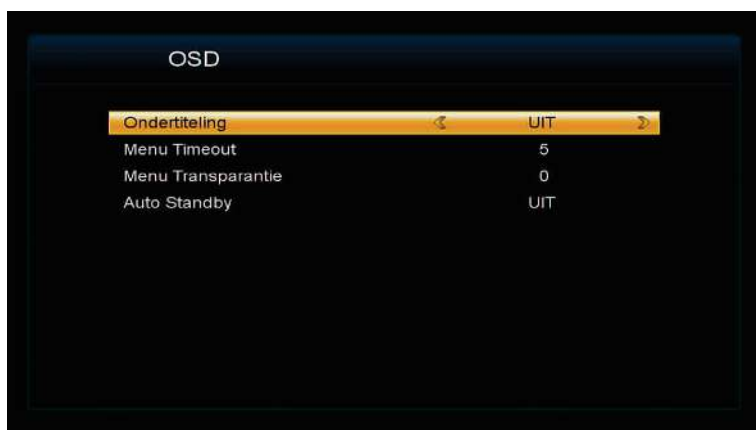 OSD
Ondertiteling UIT
Menu Timeout 5
Menu Transparantie 0
Auto Standby UIT